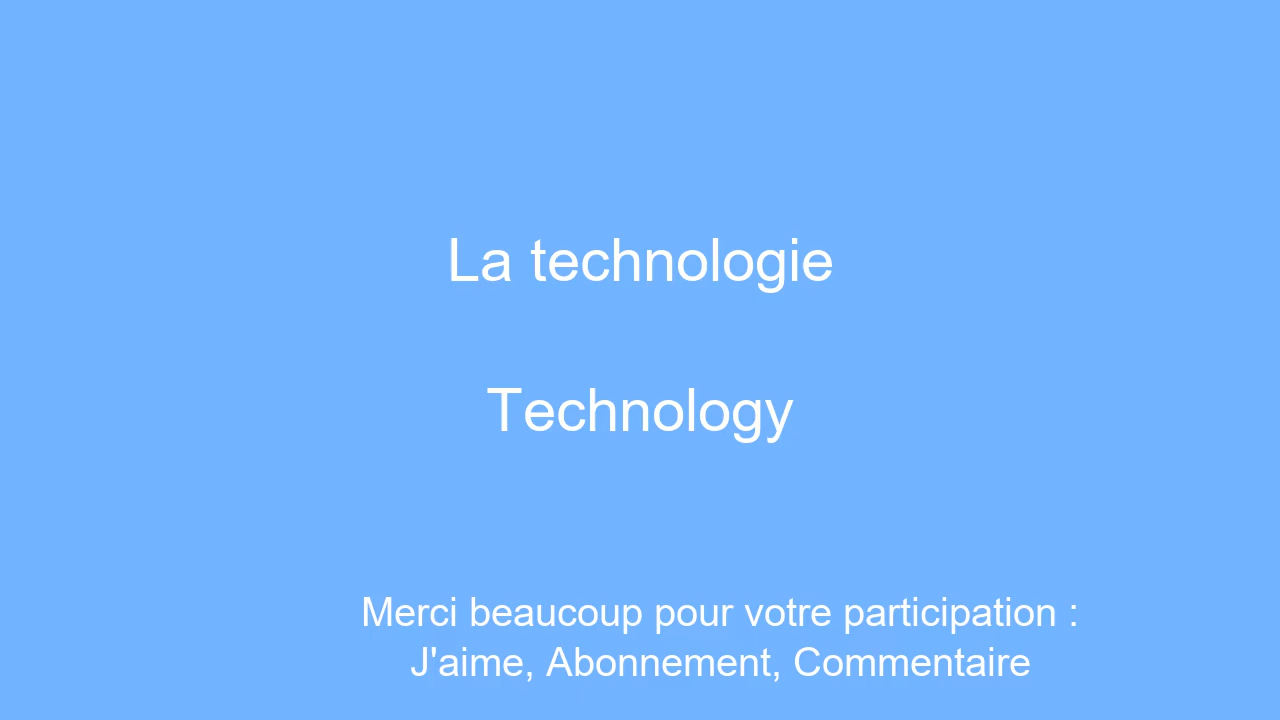 La technologie
Technology
Merci beaucoup pour votre participation :
J'aime, Abonnement, Commentaire